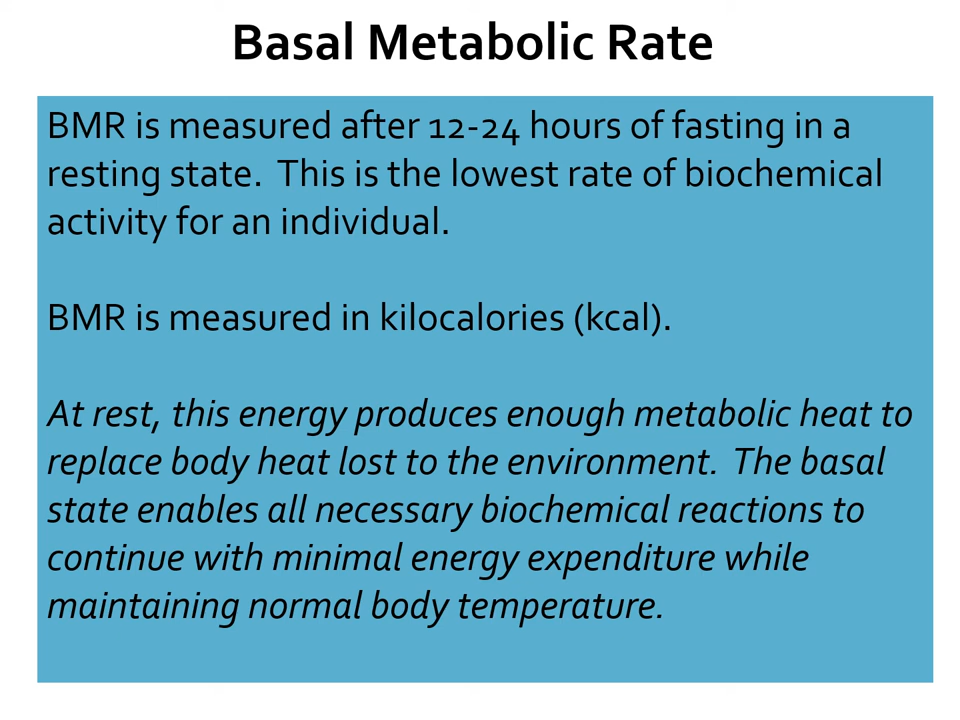 Basal Metabolic Rate
BMR is measured after 12-24 hours of fasting in a
resting state.  This is the lowest rate of biochemical
activity for an individual.
BMR is measured in kilocalories (kcal).
At rest, this energy produces enough metabolic heat to
replace body heat lost to the environment.  The basal
state enables all necessary biochemical reactions to
continue with minimal energy expenditure while
maintaining normal body temperature.